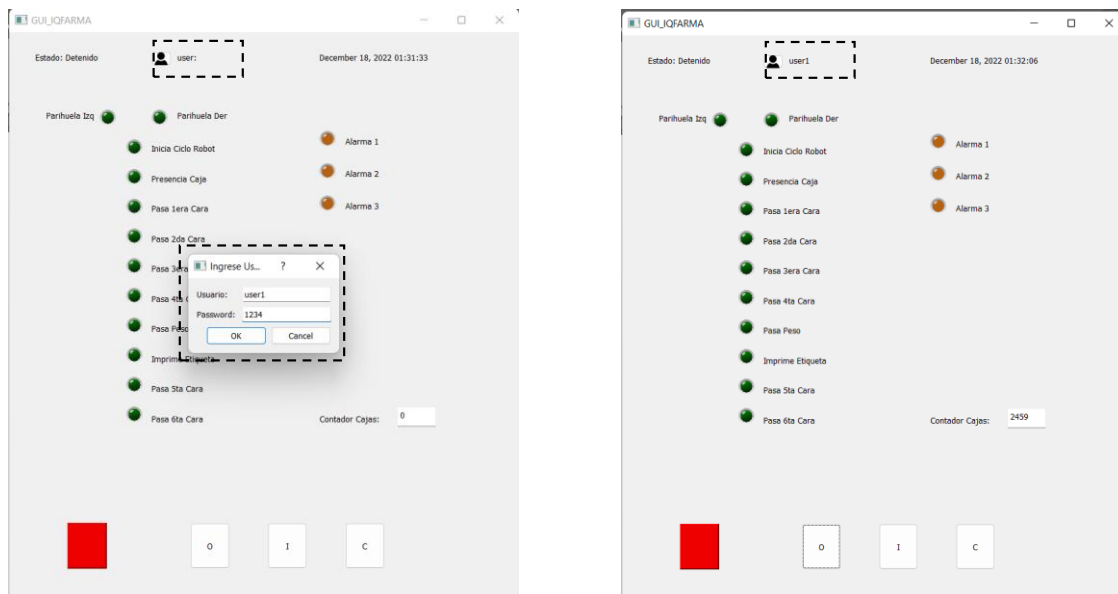 GUI_IQFARMA
Estado: Detenido
user:
December 18, 2022 01:31:33
Parihuela Izq
Parihuela Der
Inicia Ciclo Robot
Alarma 1
Presencia Caja
Alarma 2
Pasa 1era Cara
Alarma 3
Pasa 2da Cara
Pasa 3era
Ingrese Us... ?
Pasa 4ta
Usuario: user1
Password: 1234
Pasa Peso
OK Cancel
Imprime Etiqueta
Pasa 5ta Cara
Pasa 6ta Cara
Contador Cajas: 0
O I C
GUI_IQFARMA
Estado: Detenido
user1
December 18, 2022 01:32:06
Parihuela Izq
Parihuela Der
Inicia Ciclo Robot
Alarma 1
Presencia Caja
Alarma 2
Pasa 1era Cara
Alarma 3
Pasa 2da Cara
Pasa 3era Cara
Pasa 4ta Cara
Pasa Peso
Imprime Etiqueta
Pasa 5ta Cara
Pasa 6ta Cara
Contador Cajas: 2459
O I C